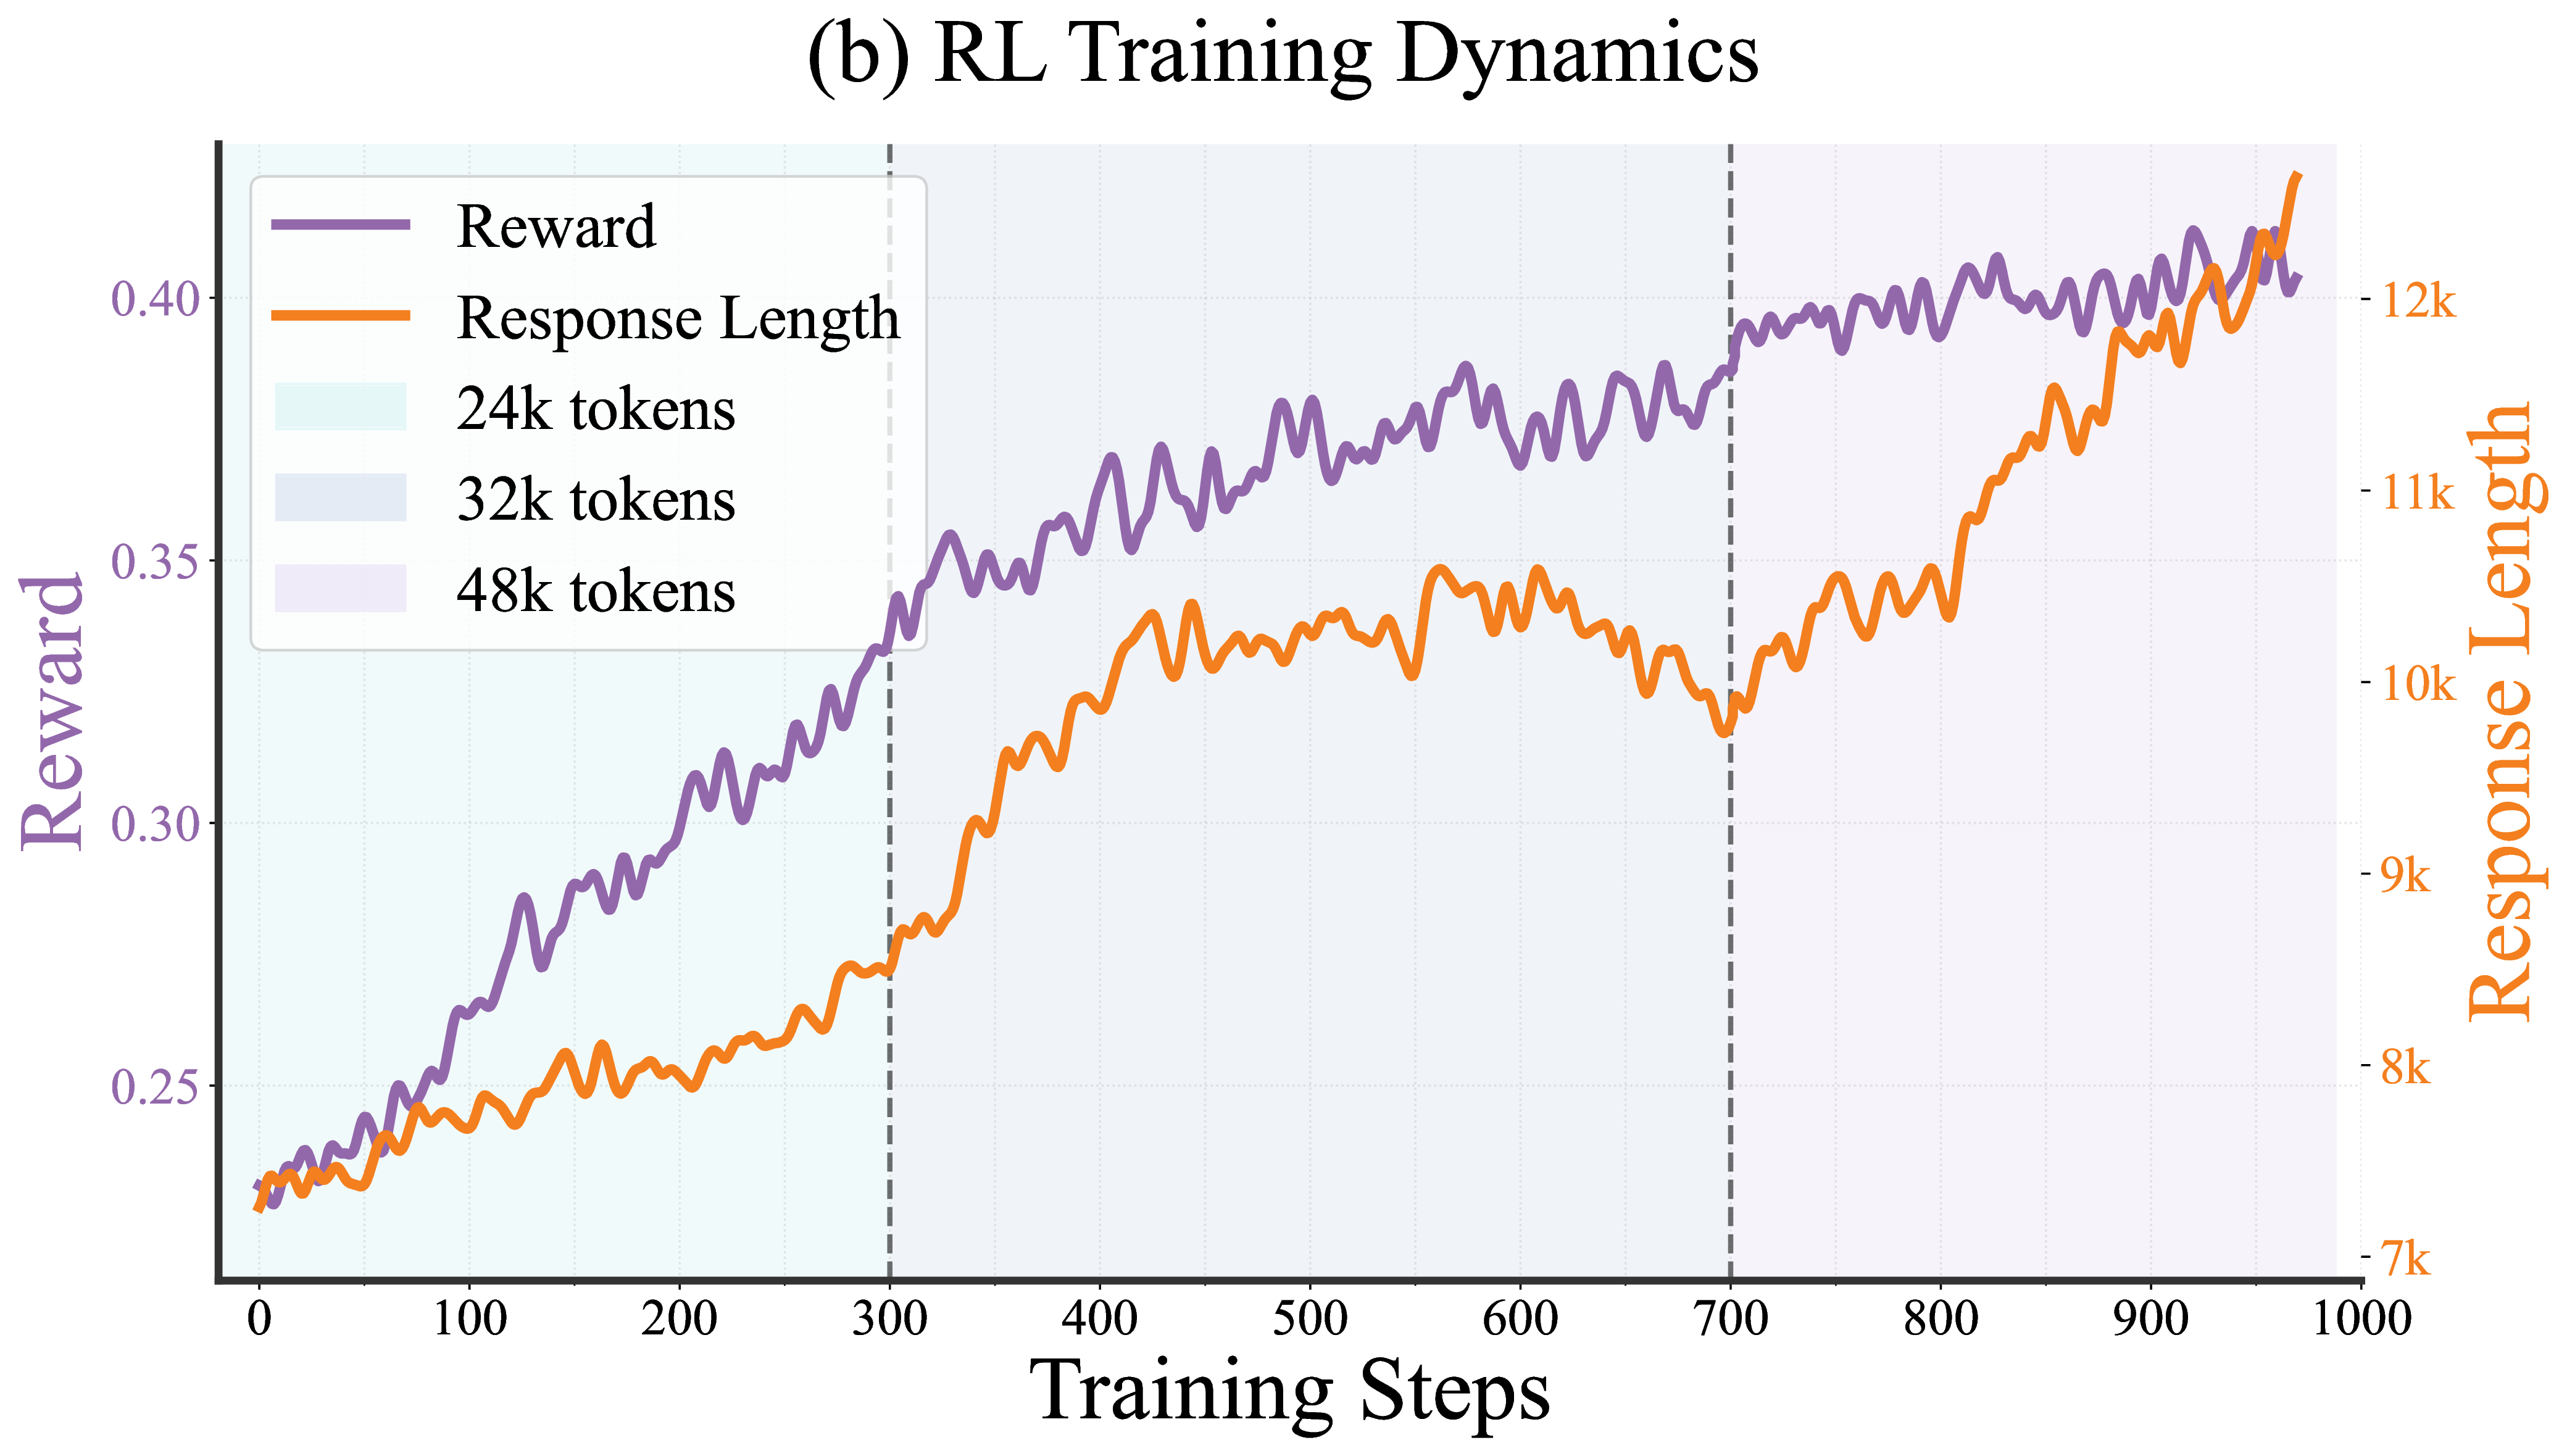 (b) RL Training Dynamics
Reward
Response Length
24k tokens
32k tokens
48k tokens
Reward
0.40
0.35
0.30
0.25
12k
11k
10k
9k
8k
7k
Response Length
0 100 200 300 400 500 600 700 800 900 1000
Training Steps